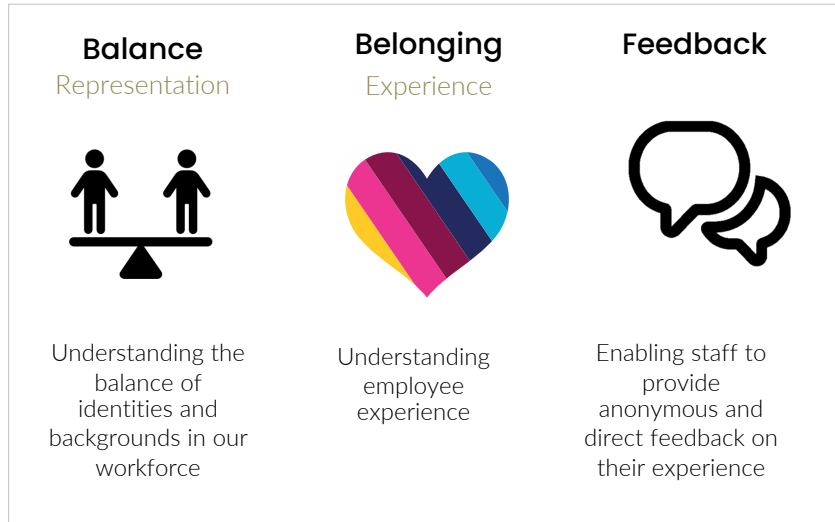 Balance
Representation
Understanding the
balance of
identities and
backgrounds in our
workforce
Belonging
Experience
Understanding
employee
experience
Feedback
Enabling staff to
provide
anonymous and
direct feedback on
their experience